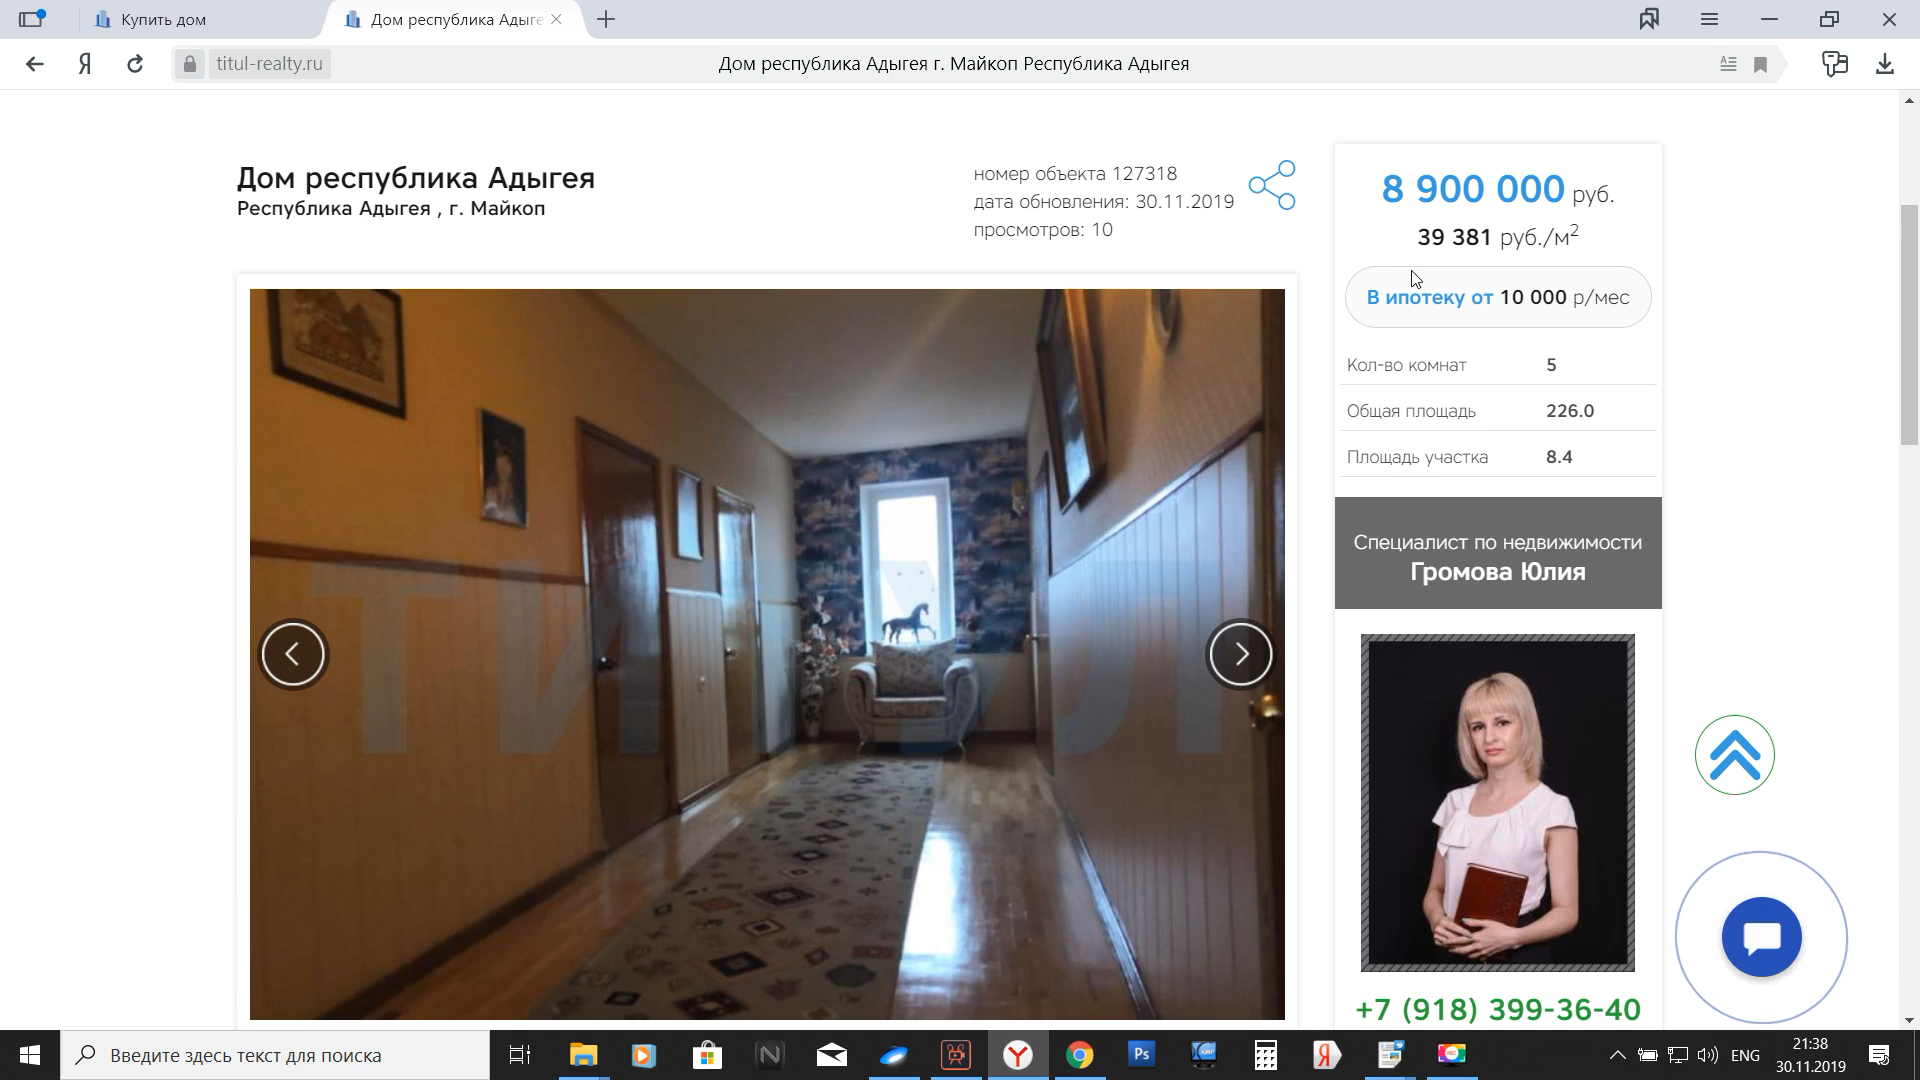 Купить дом
Дом республика Адыге
titul-realty.ru
Дом республика Адыгея г. Майкоп Республика Адыгея
Дом республика Адыгея
Республика Адыгея , г. Майкоп
номер объекта 127318
дата обновления: 30.11.2019
просмотров: 10
8 900 000 руб.
39 381 руб./м²
В ипотеку от 10 000 р/мес
Кол-во комнат 5
Общая площадь 226.0
Площадь участка 8.4
Специалист по недвижимости
Громова Юлия
+7 (918) 399-36-40
ТИТУЛ
Введите здесь текст для поиска
Ps
ENG
21:38
30.11.2019